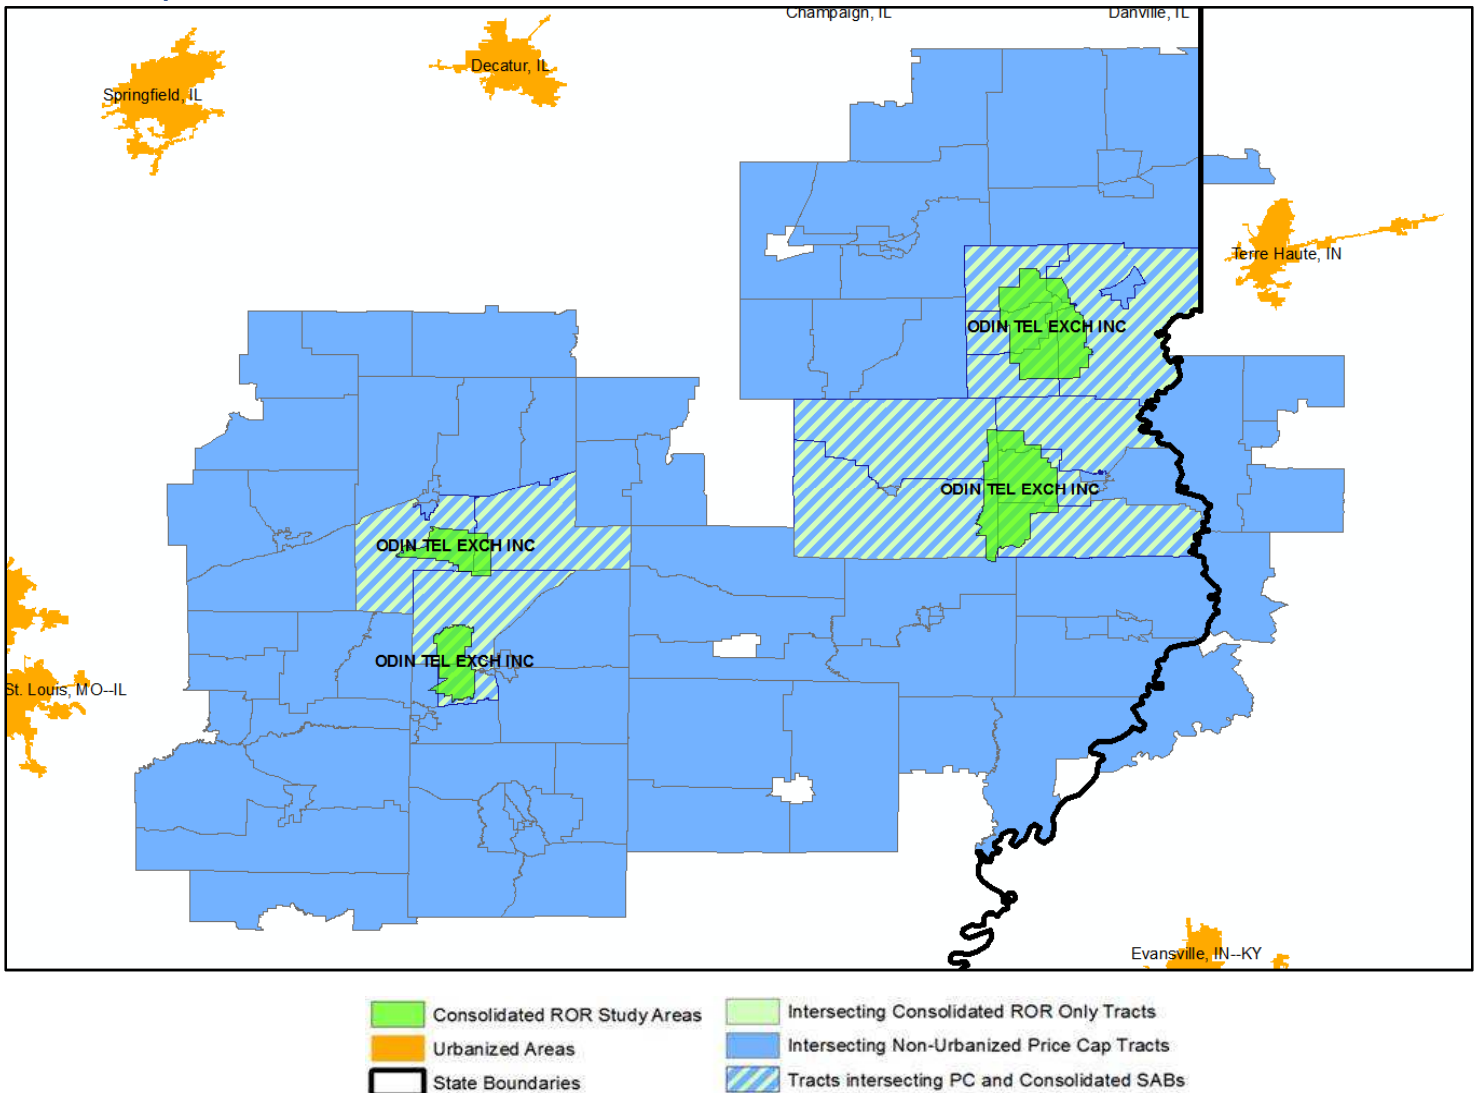 Champaign, IL
Danville, IL
Decatur, IL
Springfield, IL
Terre Haute, IN
ODIN TEL EXCH INC
ODIN TEL EXCH INC
ODIN TEL EXCH INC
ODIN TEL EXCH INC
St. Louis, MO--IL
Evansville, IN--KY
Consolidated ROR Study Areas
Urbanized Areas
State Boundaries
Intersecting Consolidated ROR Only Tracts
Intersecting Non-Urbanized Price Cap Tracts
Tracts intersecting PC and Consolidated SABs